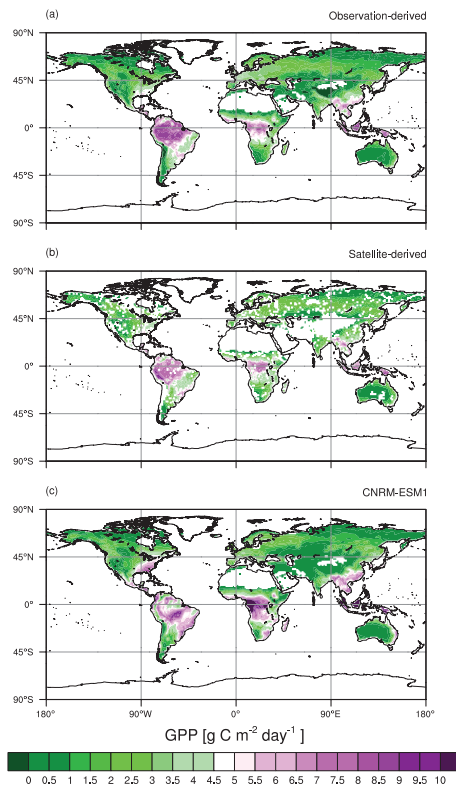 (a) Observation-derived
90°N
45°N
0°
45°S
90°S
(b) Satellite-derived
90°N
45°N
0°
45°S
90°S
(c) CNRM-ESM1
90°N
45°N
0°
45°S
90°S
180° 90°W 0° 90°E 180°
GPP [g C m⁻² day⁻¹ ]
0 0.5 1 1.5 2 2.5 3 3.5 4 4.5 5 5.5 6 6.5 7 7.5 8 8.5 9 9.5 10